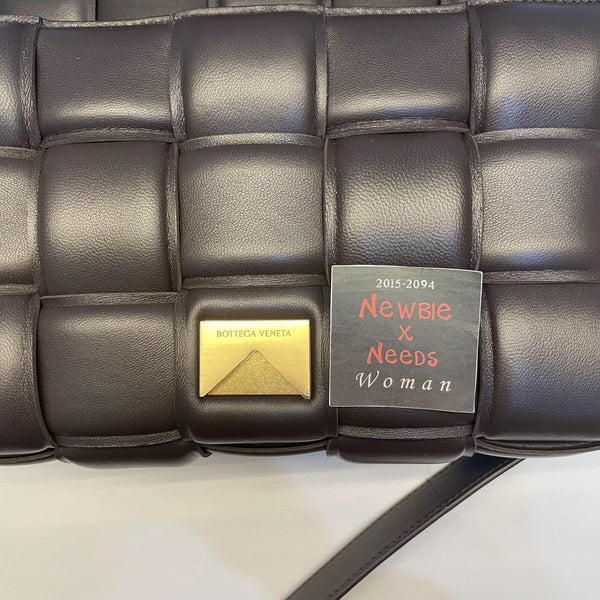 BOTTEGA VENETA
2015-2094
Newbie
x
Needs
Woman